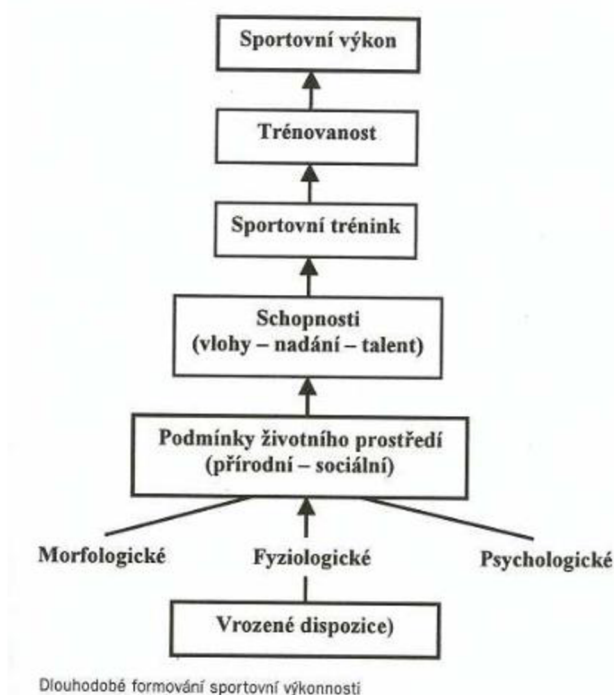 Sportovní výkon
Trénovanost
Sportovní trénink
Schopnosti
(vlohy – nadání – talent)
Podmínky životního prostředí
(přírodní – sociální)
Morfologické
Fyziologické
Psychologické
Vrozené dispozice)
Dlouhodobé formování sportovní výkonnosti